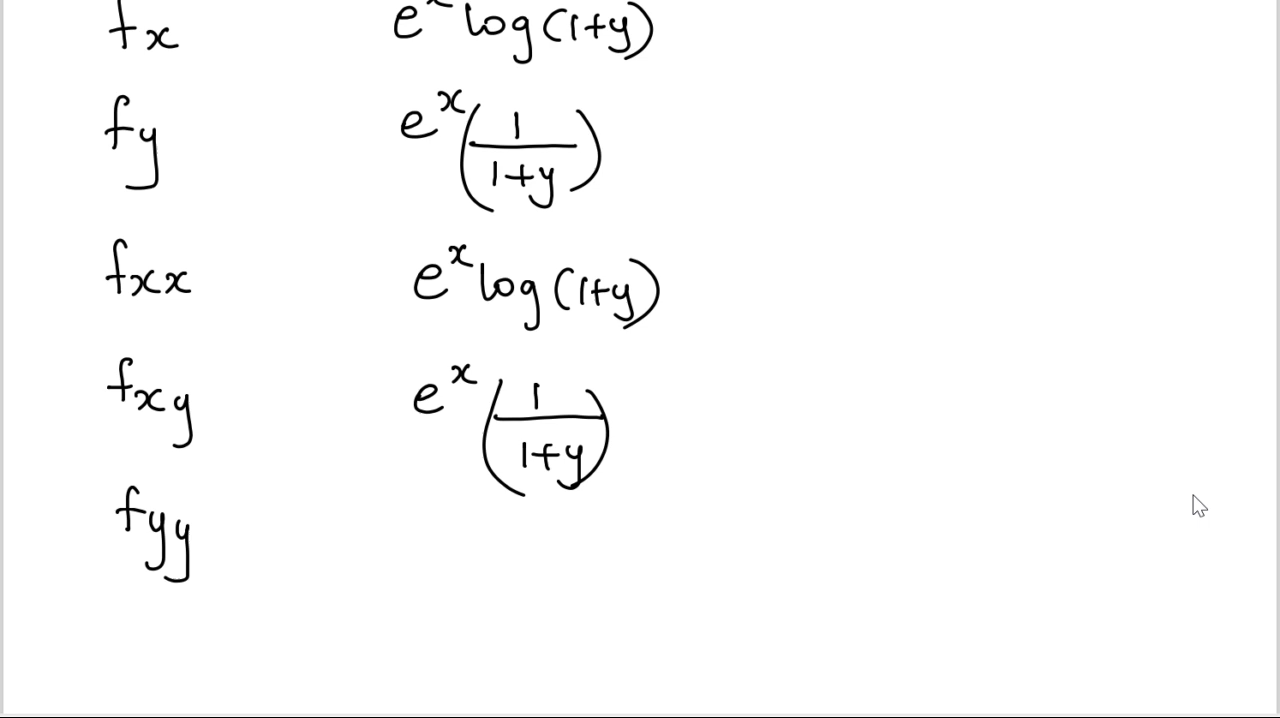 fx e^x log(1+y)
fy e^x(1/(1+y))
fxx e^x log(1+y)
fxy e^x(1/(1+y))
fyy